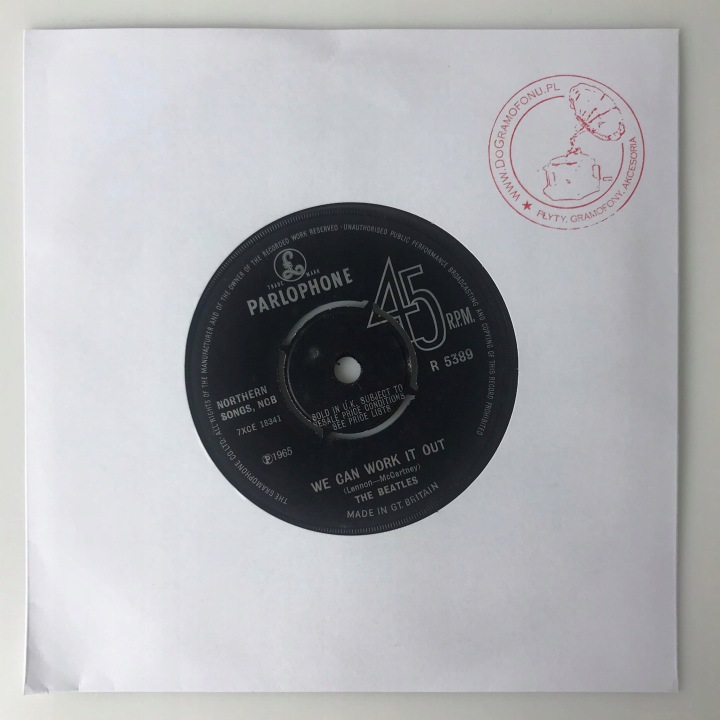 WWW.DOGRAMOFONU.PL
★ PŁYTY, GRAMOFONY, AKCESORIA
THE GRAMOPHONE CO LTD. ALL RIGHTS OF THE MANUFACTURER AND OF THE OWNER OF THE RECORDED WORK RESERVED · UNAUTHORISED PUBLIC PERFORMANCE BROADCASTING AND COPYING OF THIS RECORD PROHIBITED
£
TRADE MARK
PARLOPHONE
45
R.P.M.
R 5389
NORTHERN
SONGS, NCB
7XCE 18341
Ⓟ1965
SOLD IN U.K. SUBJECT TO
RESALE PRICE CONDITIONS,
SEE PRICE LISTS
WE CAN WORK IT OUT
(Lennon—McCartney)
THE BEATLES
MADE IN GT. BRITAIN